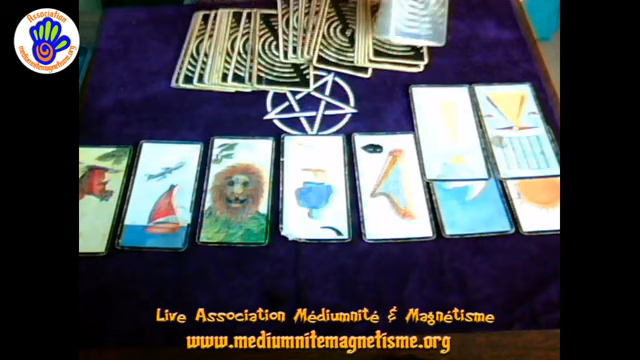 Association
mediumnitemagnetisme.org
Live Association Médiumnité & Magnétisme
www.mediumnitemagnetisme.org